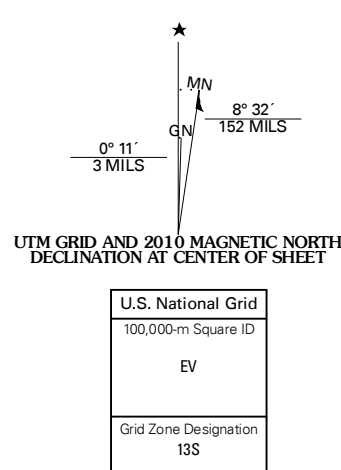 MN
8° 32´
152 MILS
GN
0° 11´
3 MILS
UTM GRID AND 2010 MAGNETIC NORTH
DECLINATION AT CENTER OF SHEET
U.S. National Grid
100,000-m Square ID
EV
Grid Zone Designation
13S